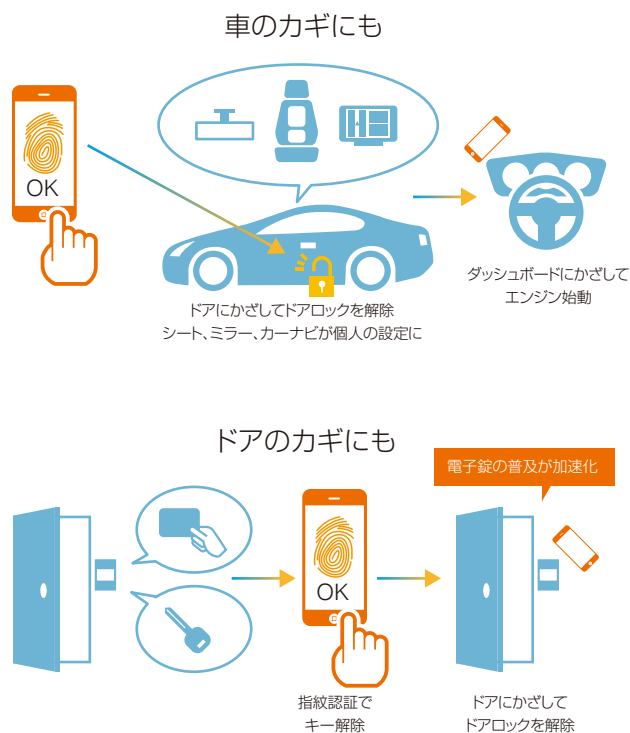 車のカギにも
OK
ドアにかざしてドアロックを解除
シート、ミラー、カーナビが個人の設定に
ダッシュボードにかざして
エンジン始動
ドアのカギにも
電子錠の普及が加速化
OK
指紋認証で
キー解除
ドアにかざして
ドアロックを解除